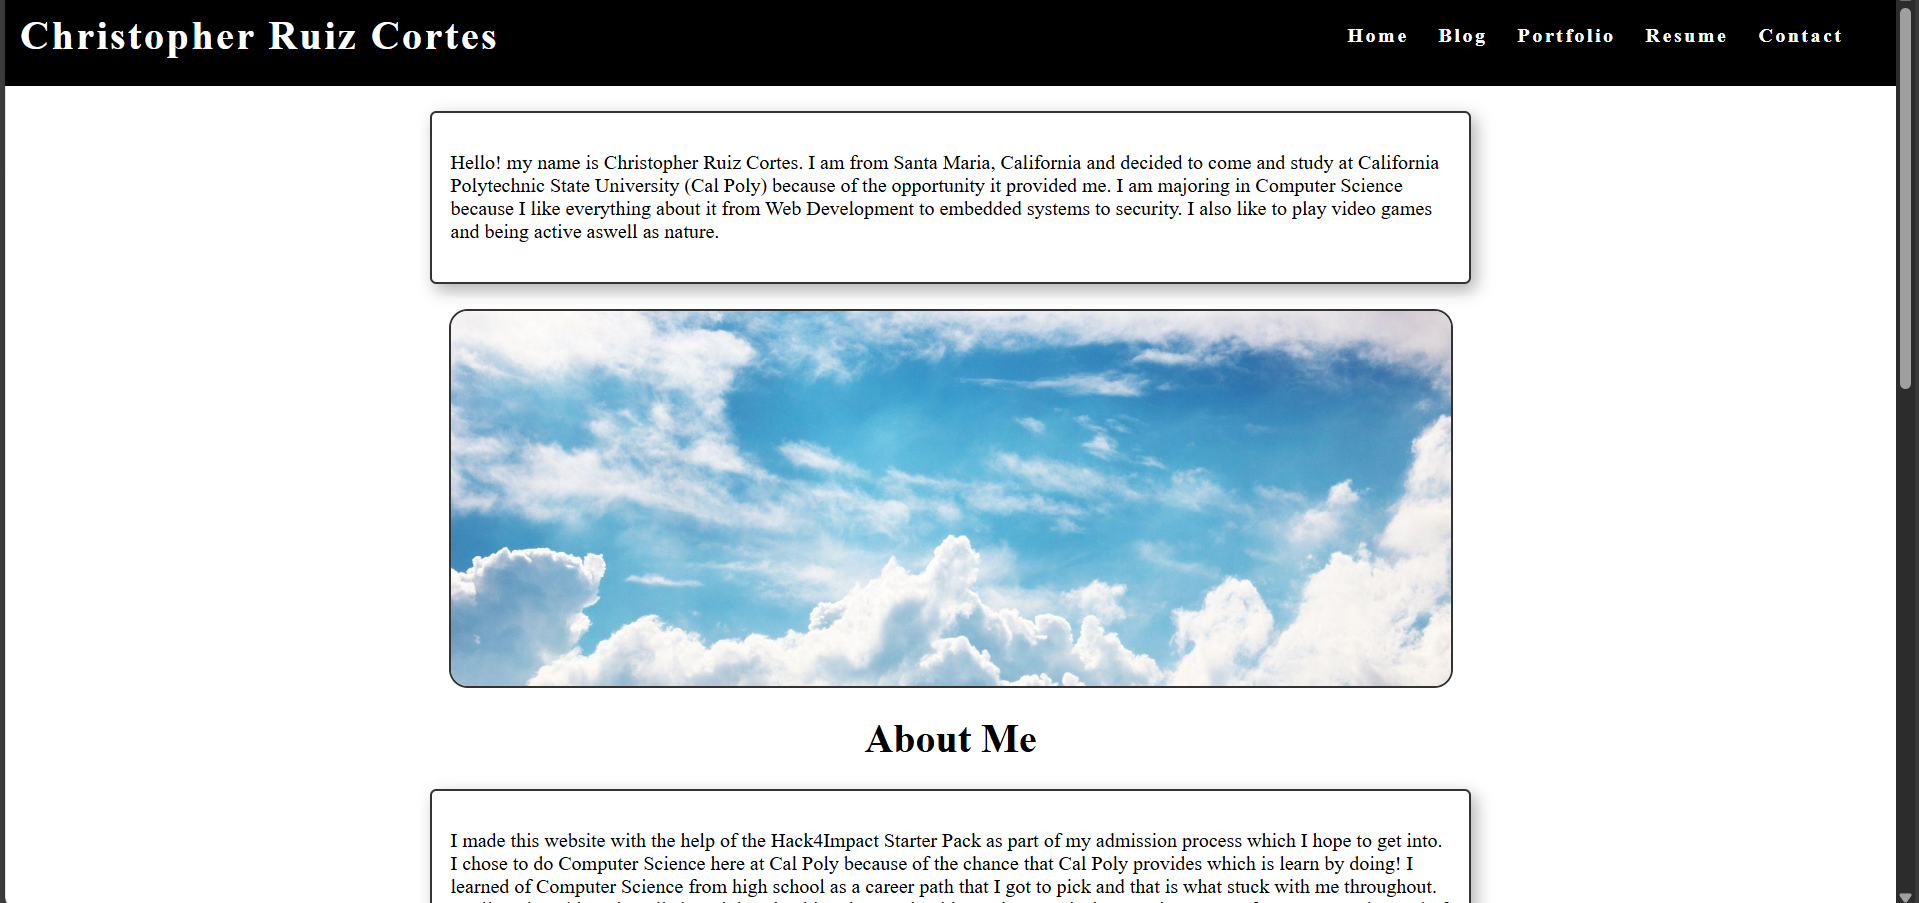 Christopher Ruiz Cortes
Home Blog Portfolio Resume Contact
Hello! my name is Christopher Ruiz Cortes. I am from Santa Maria, California and decided to come and study at California
Polytechnic State University (Cal Poly) because of the opportunity it provided me. I am majoring in Computer Science
because I like everything about it from Web Development to embedded systems to security. I also like to play video games
and being active aswell as nature.
About Me
I made this website with the help of the Hack4Impact Starter Pack as part of my admission process which I hope to get into.
I chose to do Computer Science here at Cal Poly because of the chance that Cal Poly provides which is learn by doing! I
learned of Computer Science from high school as a career path that I got to pick and that is what stuck with me throughout.